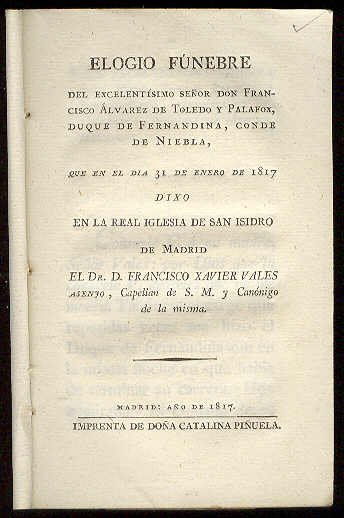 ELOGIO FÚNEBRE
DEL EXCELENTÍSIMO SEÑOR DON FRAN-
CISCO ALVAREZ DE TOLEDO Y PALAFOX,
DUQUE DE FERNANDINA, CONDE
DE NIEBLA,
QUE EN EL DIA 31 DE ENERO DE 1817
DIXO
EN LA REAL IGLESIA DE SAN ISIDRO
DE MADRID
EL DR. D. FRANCISCO XAVIER VALES
ASENJO, Capellan de S. M. y Canónigo
de la misma.
MADRID: AÑO DE 1817.
IMPRENTA DE DOÑA CATALINA PIÑUELA.